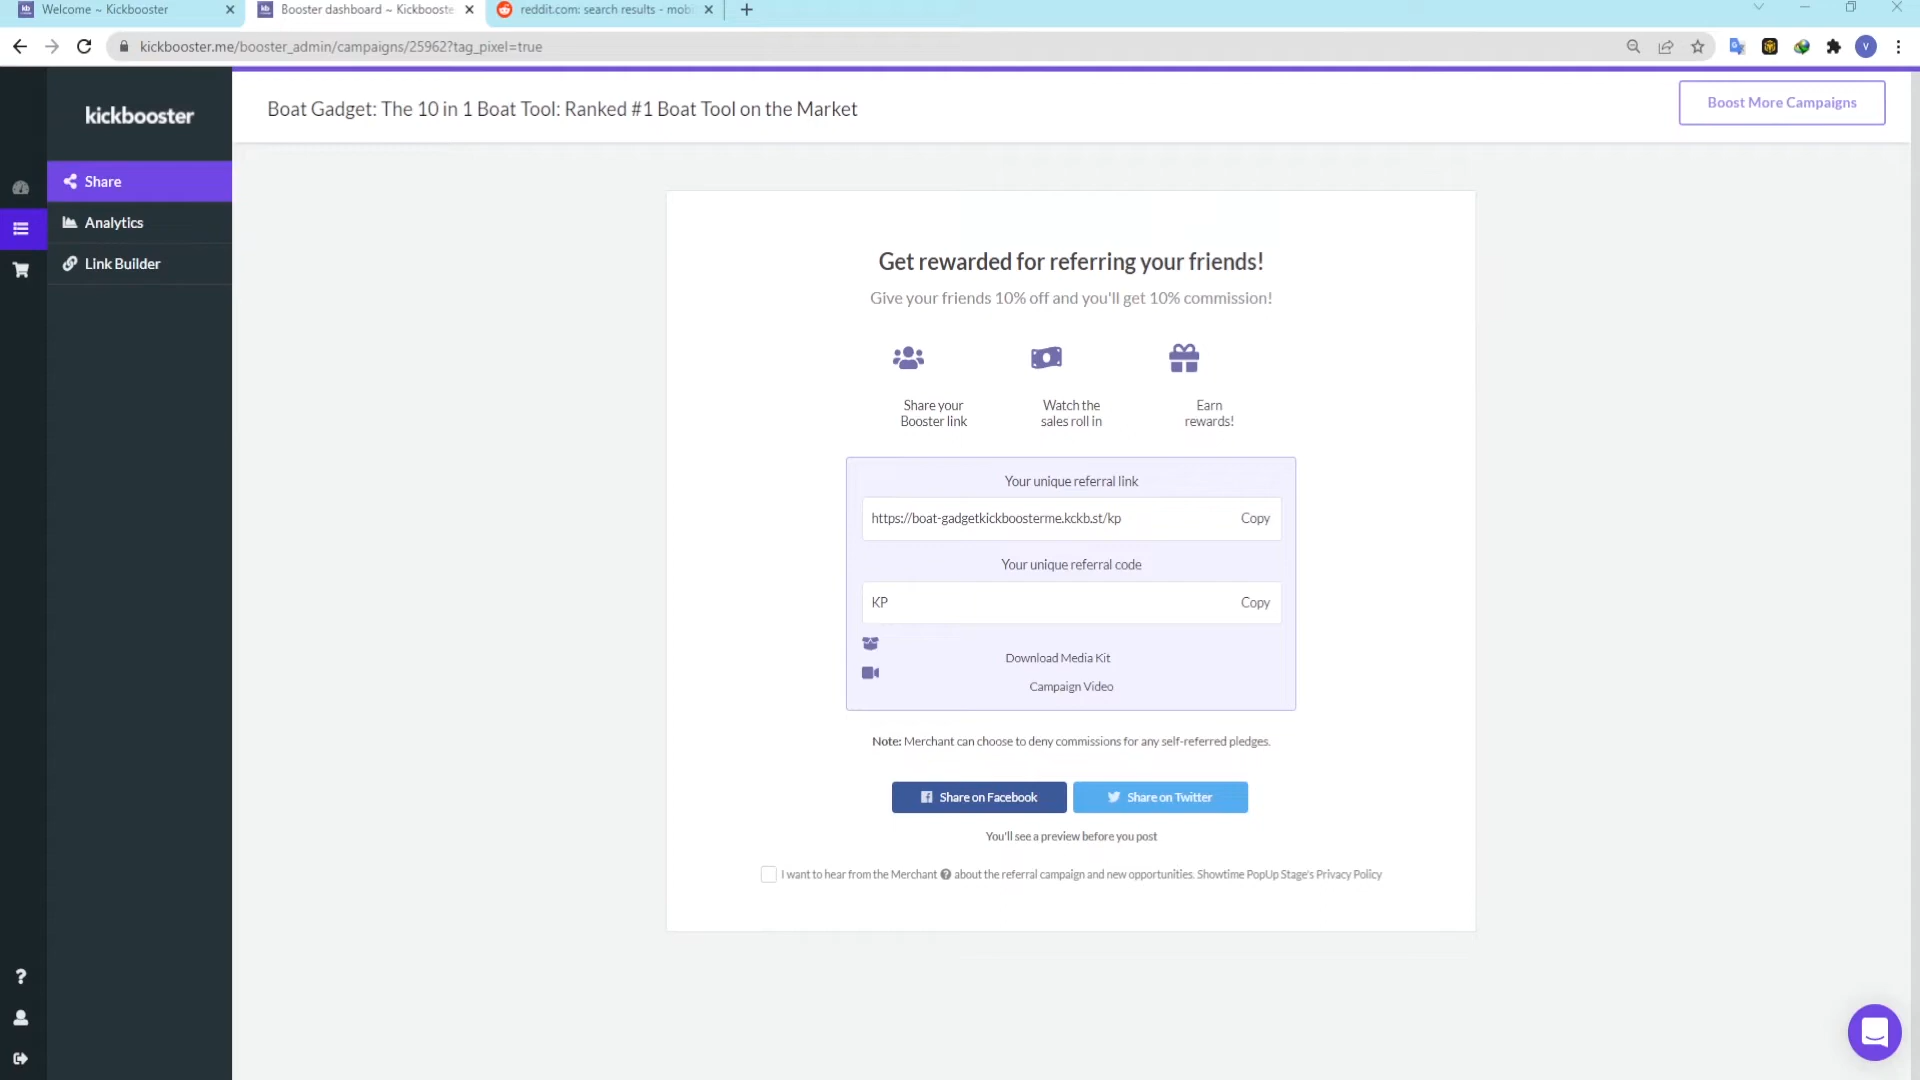 Welcome ~ Kickbooster
Booster dashboard ~ Kickbooste
reddit.com: search results - mobi
kickbooster.me/booster_admin/campaigns/25962?tag_pixel=true
V
kickbooster
Boat Gadget: The 10 in 1 Boat Tool: Ranked #1 Boat Tool on the Market
Boost More Campaigns
Share
Analytics
Link Builder
Get rewarded for referring your friends!
Give your friends 10% off and you'll get 10% commission!
Share your
Booster link
Watch the
sales roll in
Earn
rewards!
Your unique referral link
https://boat-gadgetkickboosterme.kckb.st/kp
Copy
Your unique referral code
KP
Copy
Download Media Kit
Campaign Video
Note: Merchant can choose to deny commissions for any self-referred pledges.
Share on Facebook
Share on Twitter
You'll see a preview before you post
I want to hear from the Merchant ? about the referral campaign and new opportunities. Showtime PopUp Stage's Privacy Policy